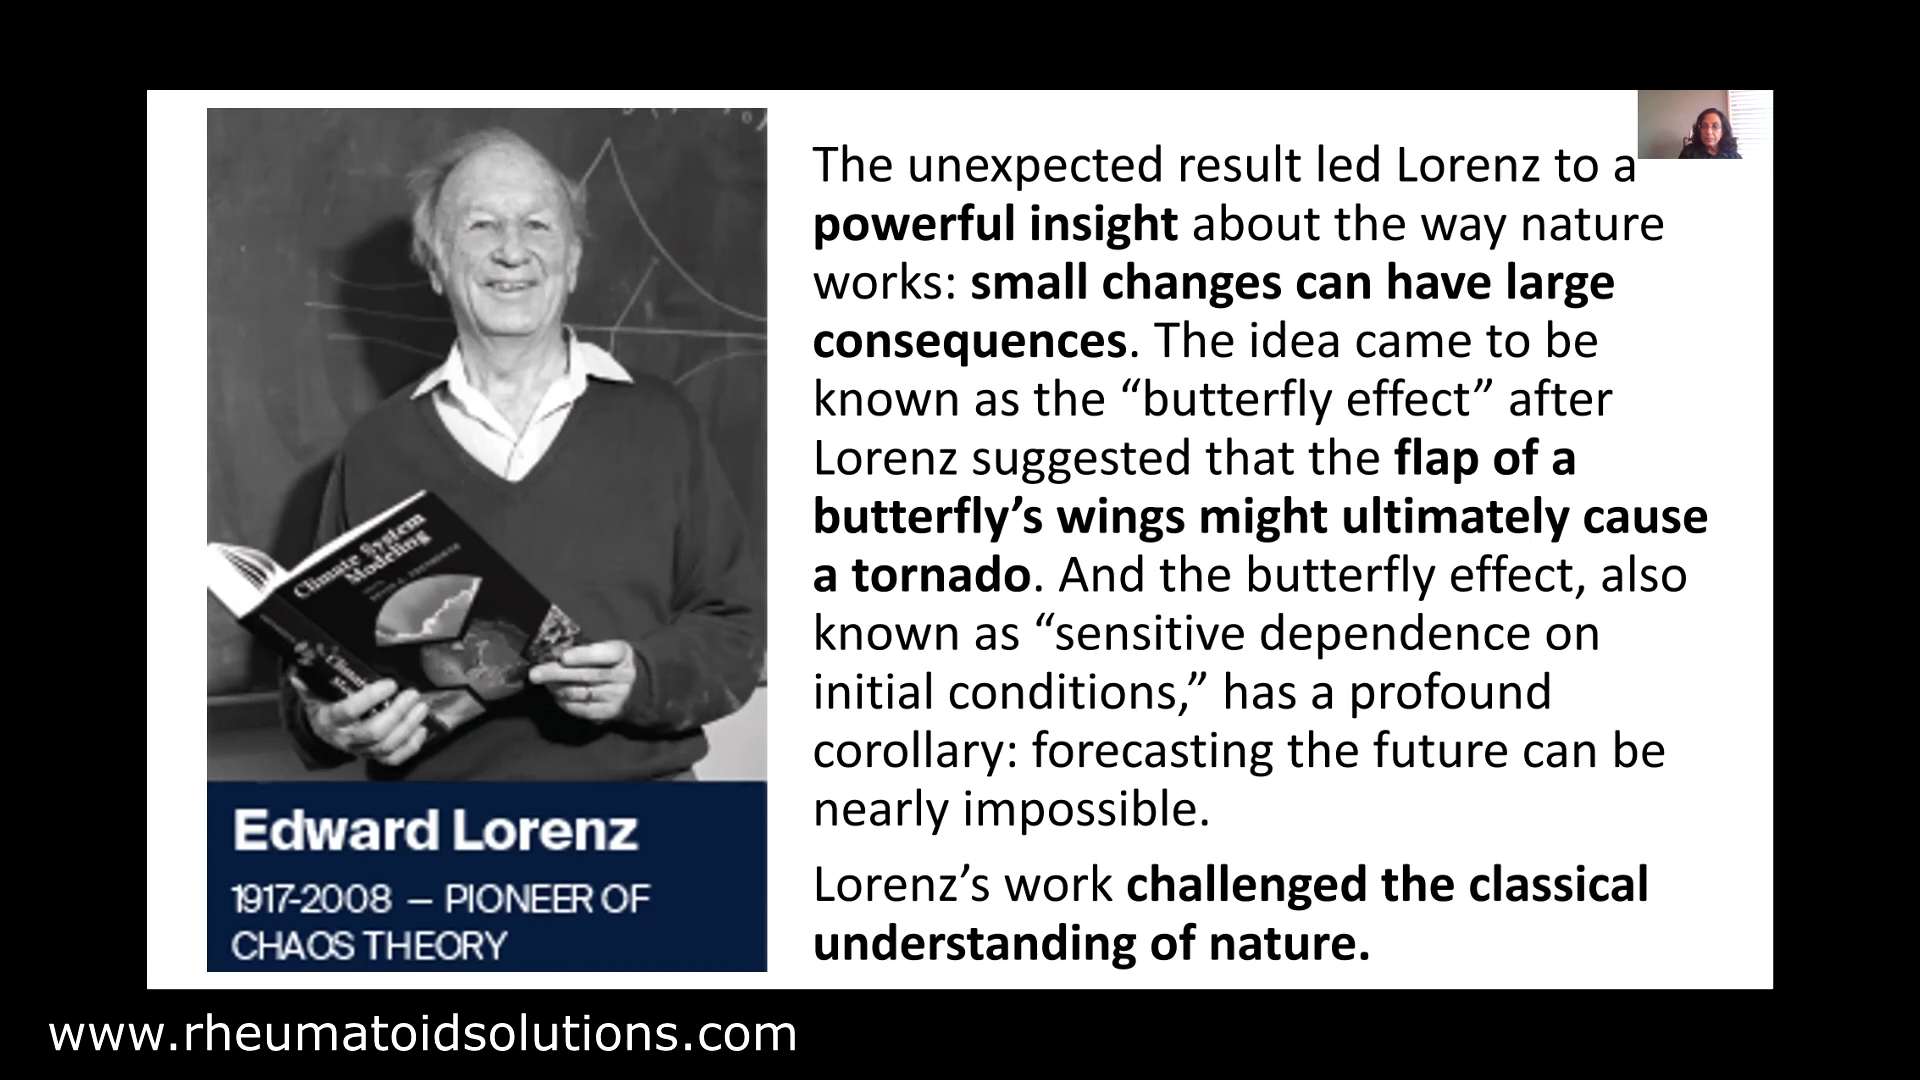 The unexpected result led Lorenz to a
powerful insight about the way nature
works: small changes can have large
consequences. The idea came to be
known as the “butterfly effect” after
Lorenz suggested that the flap of a
butterfly’s wings might ultimately cause
a tornado. And the butterfly effect, also
known as “sensitive dependence on
initial conditions,” has a profound
corollary: forecasting the future can be
nearly impossible.
Lorenz’s work challenged the classical
understanding of nature.
Climate System
Modeling
Edward Lorenz
1917-2008 – PIONEER OF
CHAOS THEORY
www.rheumatoidsolutions.com